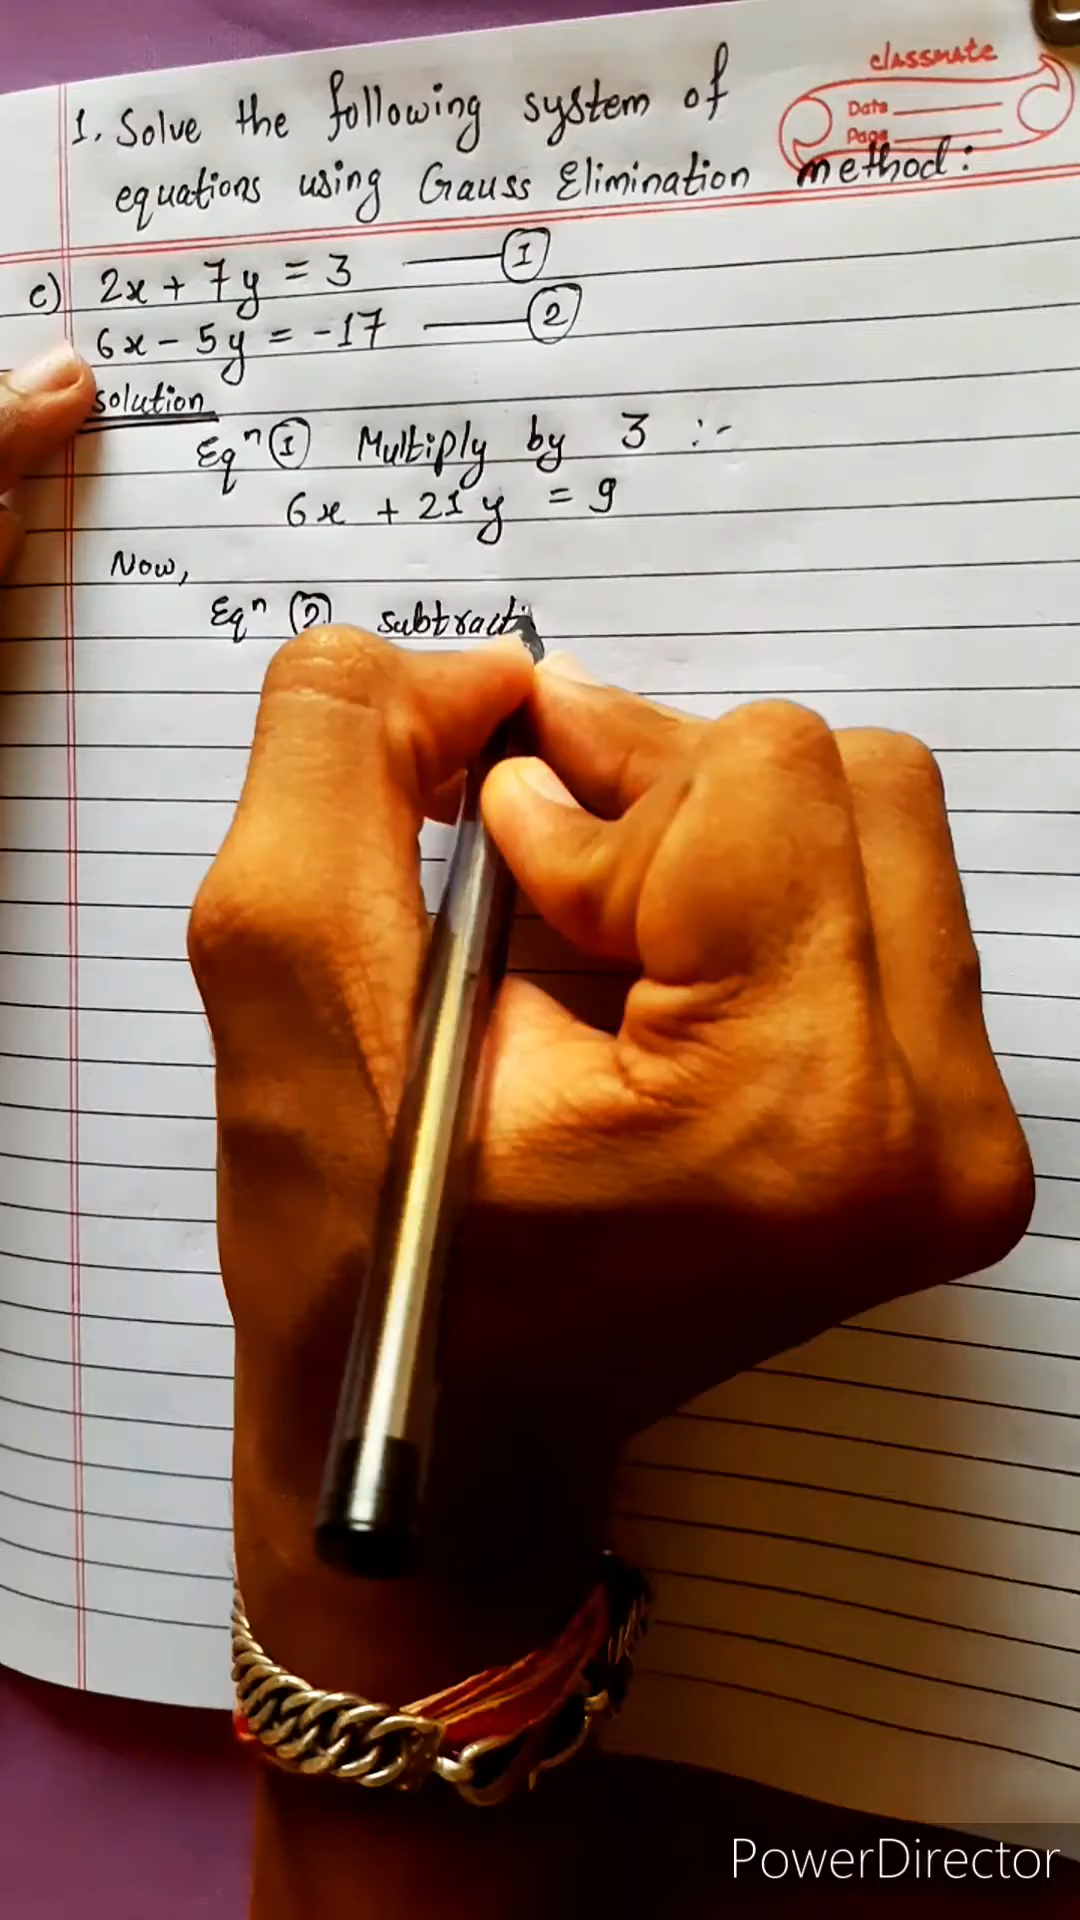 classmate
Date
Page
1. Solve the following system of
equations using Gauss Elimination method:
c) 2x + 7y = 3 —— ①
6x - 5y = -17 —— ②
solution
Eqⁿ ① Multiply by 3 :-
6x + 21y = 9
Now,
Eqⁿ ② subtracti
PowerDirector